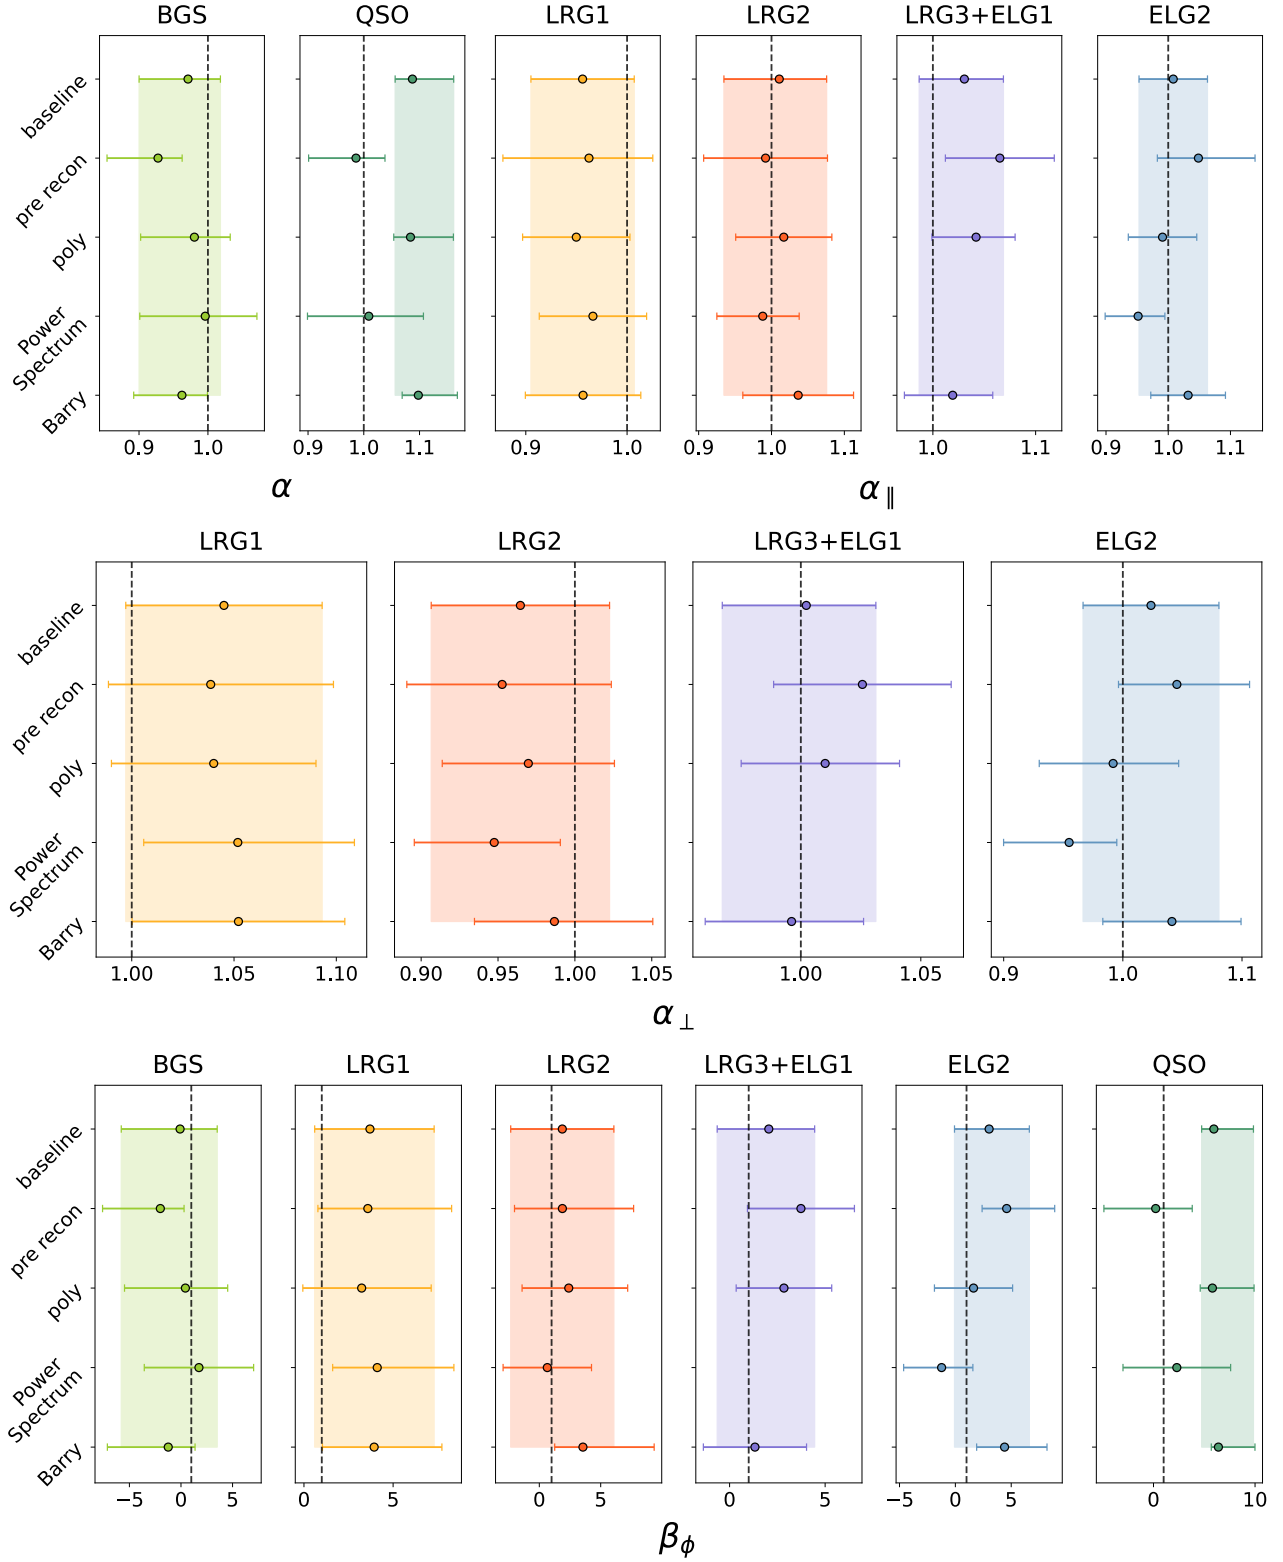 BGS QSO LRG1 LRG2 LRG3+ELG1 ELG2
baseline
pre recon
poly
Power
Spectrum
Barry
0.9 1.0 0.9 1.0 1.1 0.9 1.0 0.9 1.0 1.1 1.0 1.1 0.9 1.0 1.1
α α∥
LRG1 LRG2 LRG3+ELG1 ELG2
baseline
pre recon
poly
Power
Spectrum
Barry
1.00 1.05 1.10 0.90 0.95 1.00 1.05 1.00 1.05 0.9 1.0 1.1
α⊥
BGS LRG1 LRG2 LRG3+ELG1 ELG2 QSO
baseline
pre recon
poly
Power
Spectrum
Barry
−5 0 5 0 5 0 5 0 5 −5 0 5 0 10
βϕ